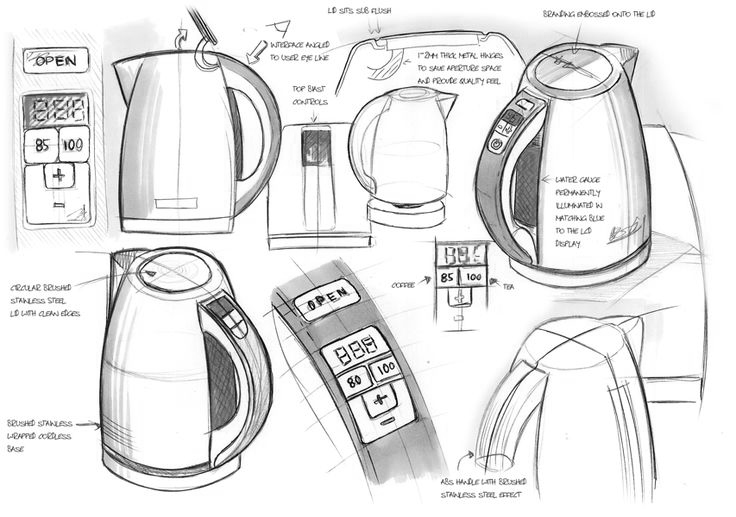 LID SITS SUB FLUSH
BRANDING EMBOSSED ONTO THE LID
OPEN
INTERFACE ANGLED
TO USER EYE LINE
1*2MM THICK METAL HINGES
TO SAVE APERTURE SPACE
AND PROVIDE QUALITY FEEL
TOP BLAST
CONTROLS
888
85 100
+
-
WATER GAUGE
PERMANENTLY
ILLUMINATED IN
MATCHING BLUE
TO THE LCD
DISPLAY
CIRCULAR BRUSHED
STAINLESS STEEL
LID WITH CLEAN EDGES
COFFEE
85 100
TEA
+
-
OPEN
888
80 100
+
-
BRUSHED STAINLESS
WRAPPED CORDLESS
BASE
ABS HANDLE WITH BRUSHED
STAINLESS STEEL EFFECT